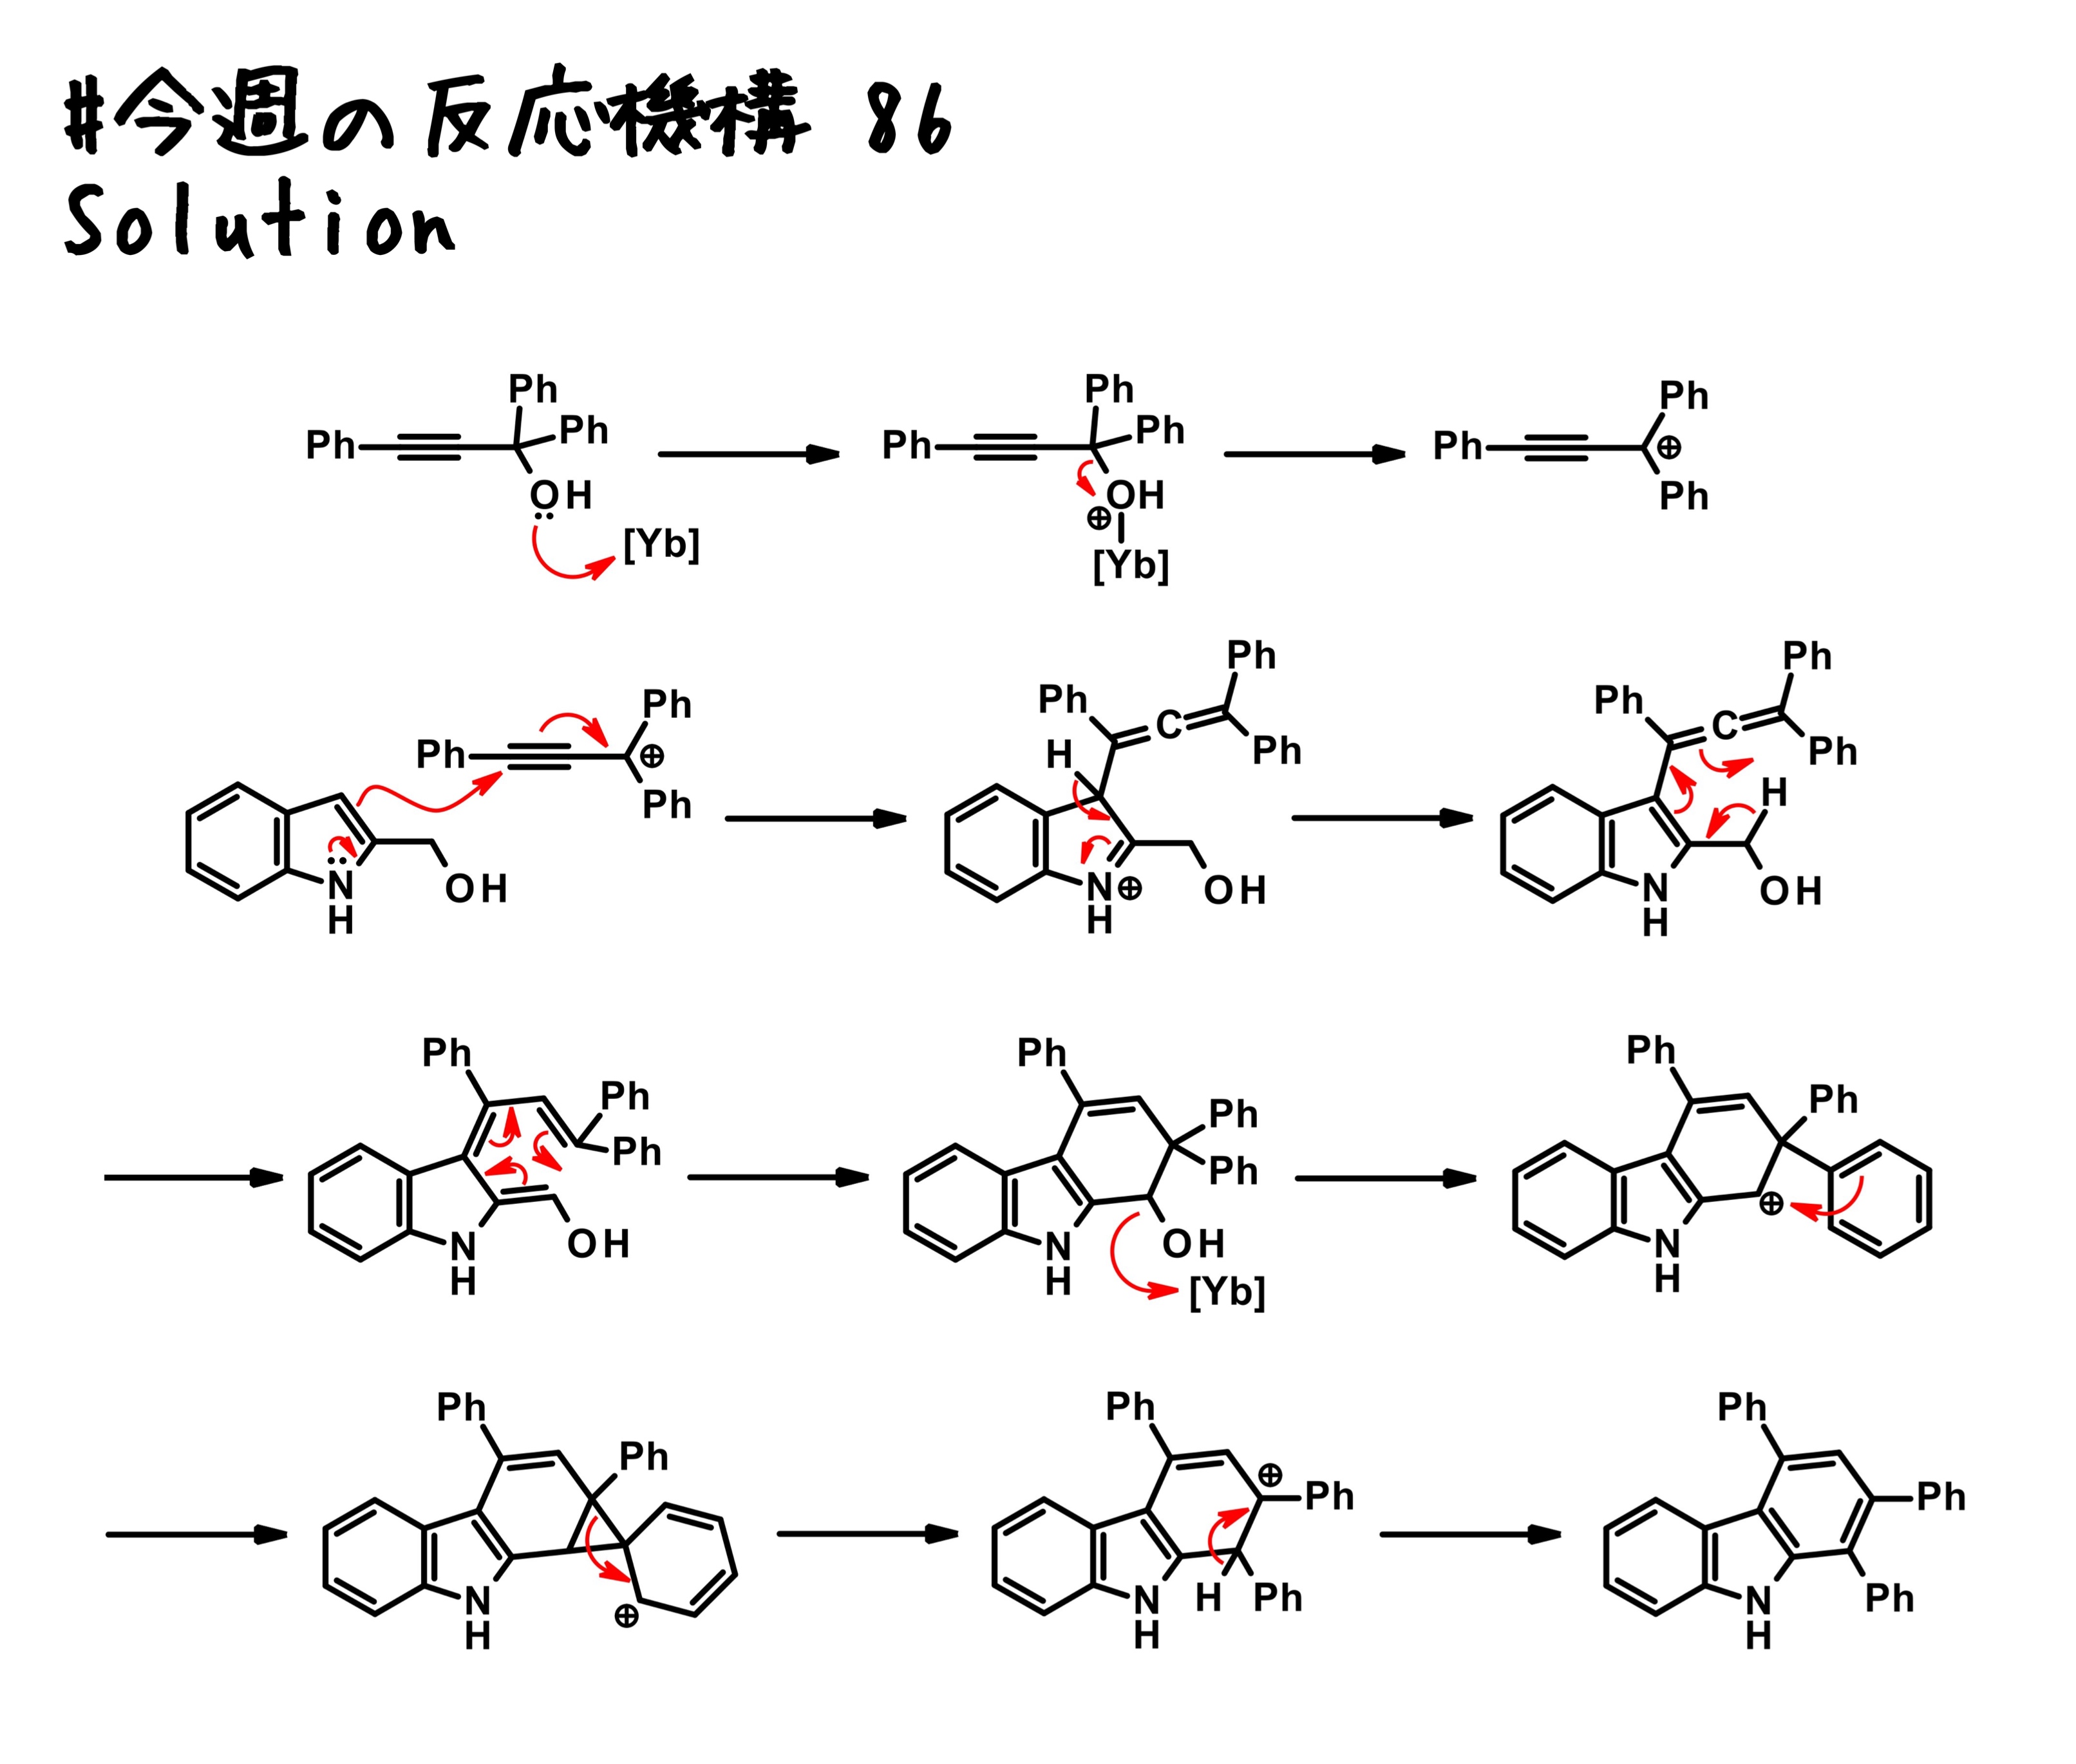 #今週の反応機構 86
Solution
Ph
Ph Ph
OH
[Yb]
Ph
Ph Ph
⊕ OH
[Yb]
Ph
Ph ⊕
Ph
Ph
Ph ⊕
Ph
N OH
H
Ph
Ph C
H Ph
N⊕ OH
H
Ph
Ph C
Ph
H
N OH
H
Ph
Ph
Ph
N OH
H
Ph
Ph
Ph
N OH
H
[Yb]
Ph
Ph
⊕
N
H
Ph
Ph
N
H ⊕
Ph
⊕
Ph
N H Ph
H
Ph
Ph
N Ph
H